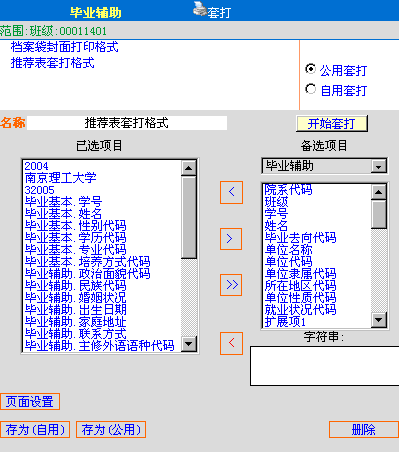 毕业辅助 套打
范围:班级:00011401
档案袋封面打印格式
推荐表套打格式
公用套打
自用套打
名称 推荐表套打格式 开始套打
已选项目 备选项目
2004
南京理工大学
32005
毕业基本.学号
毕业基本.姓名
毕业基本.性别代码
毕业基本.学历代码
毕业基本.专业代码
毕业基本.培养方式代码
毕业辅助.政治面貌代码
毕业辅助.民族代码
毕业辅助.婚姻状况
毕业辅助.出生日期
毕业辅助.家庭地址
毕业辅助.联系方式
毕业辅助.主修外语语种代码
<
>
>>
<
毕业辅助
院系代码
班级
学号
姓名
毕业去向代码
单位名称
单位代码
单位隶属代码
所在地区代码
单位性质代码
就业状况代码
扩展项1
字符串:
页面设置
存为(自用) 存为(公用) 删除